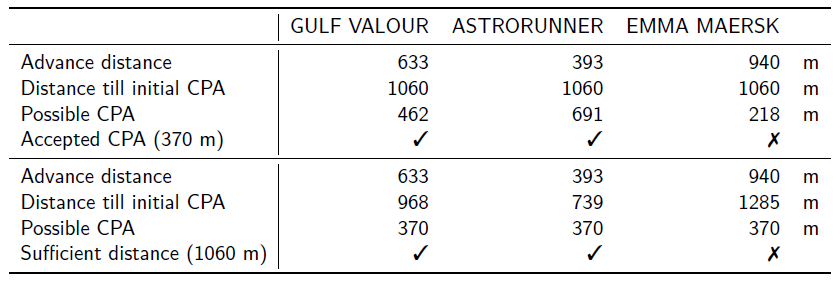 GULF VALOUR ASTRORUNNER EMMA MAERSK
Advance distance 633 393 940 m
Distance till initial CPA 1060 1060 1060 m
Possible CPA 462 691 218 m
Accepted CPA (370 m) ✓ ✓ ✗
Advance distance 633 393 940 m
Distance till initial CPA 968 739 1285 m
Possible CPA 370 370 370 m
Sufficient distance (1060 m) ✓ ✓ ✗